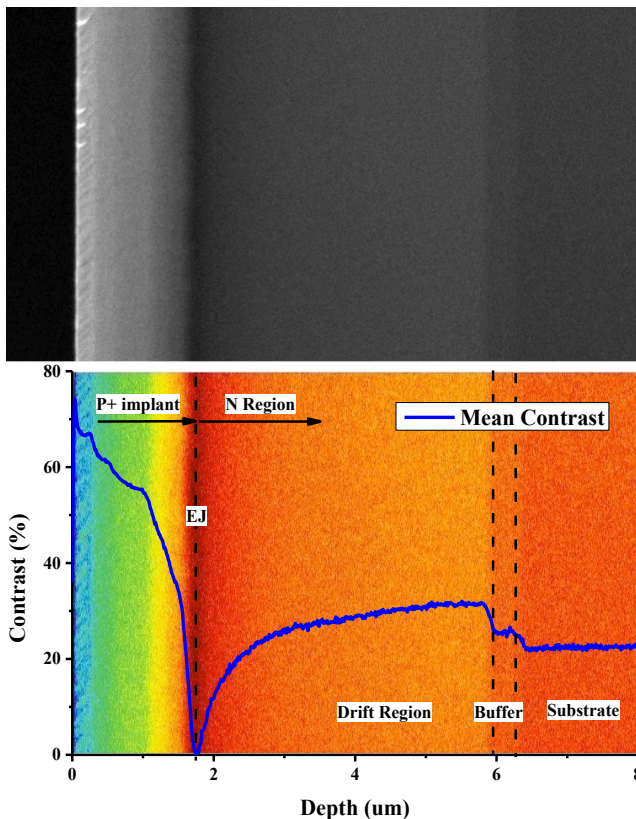 80
P+ implant
N Region
Mean Contrast
60
EJ
Contrast (%)
40
20
Drift Region
Buffer
Substrate
0
0
2
4
6
8
Depth (um)